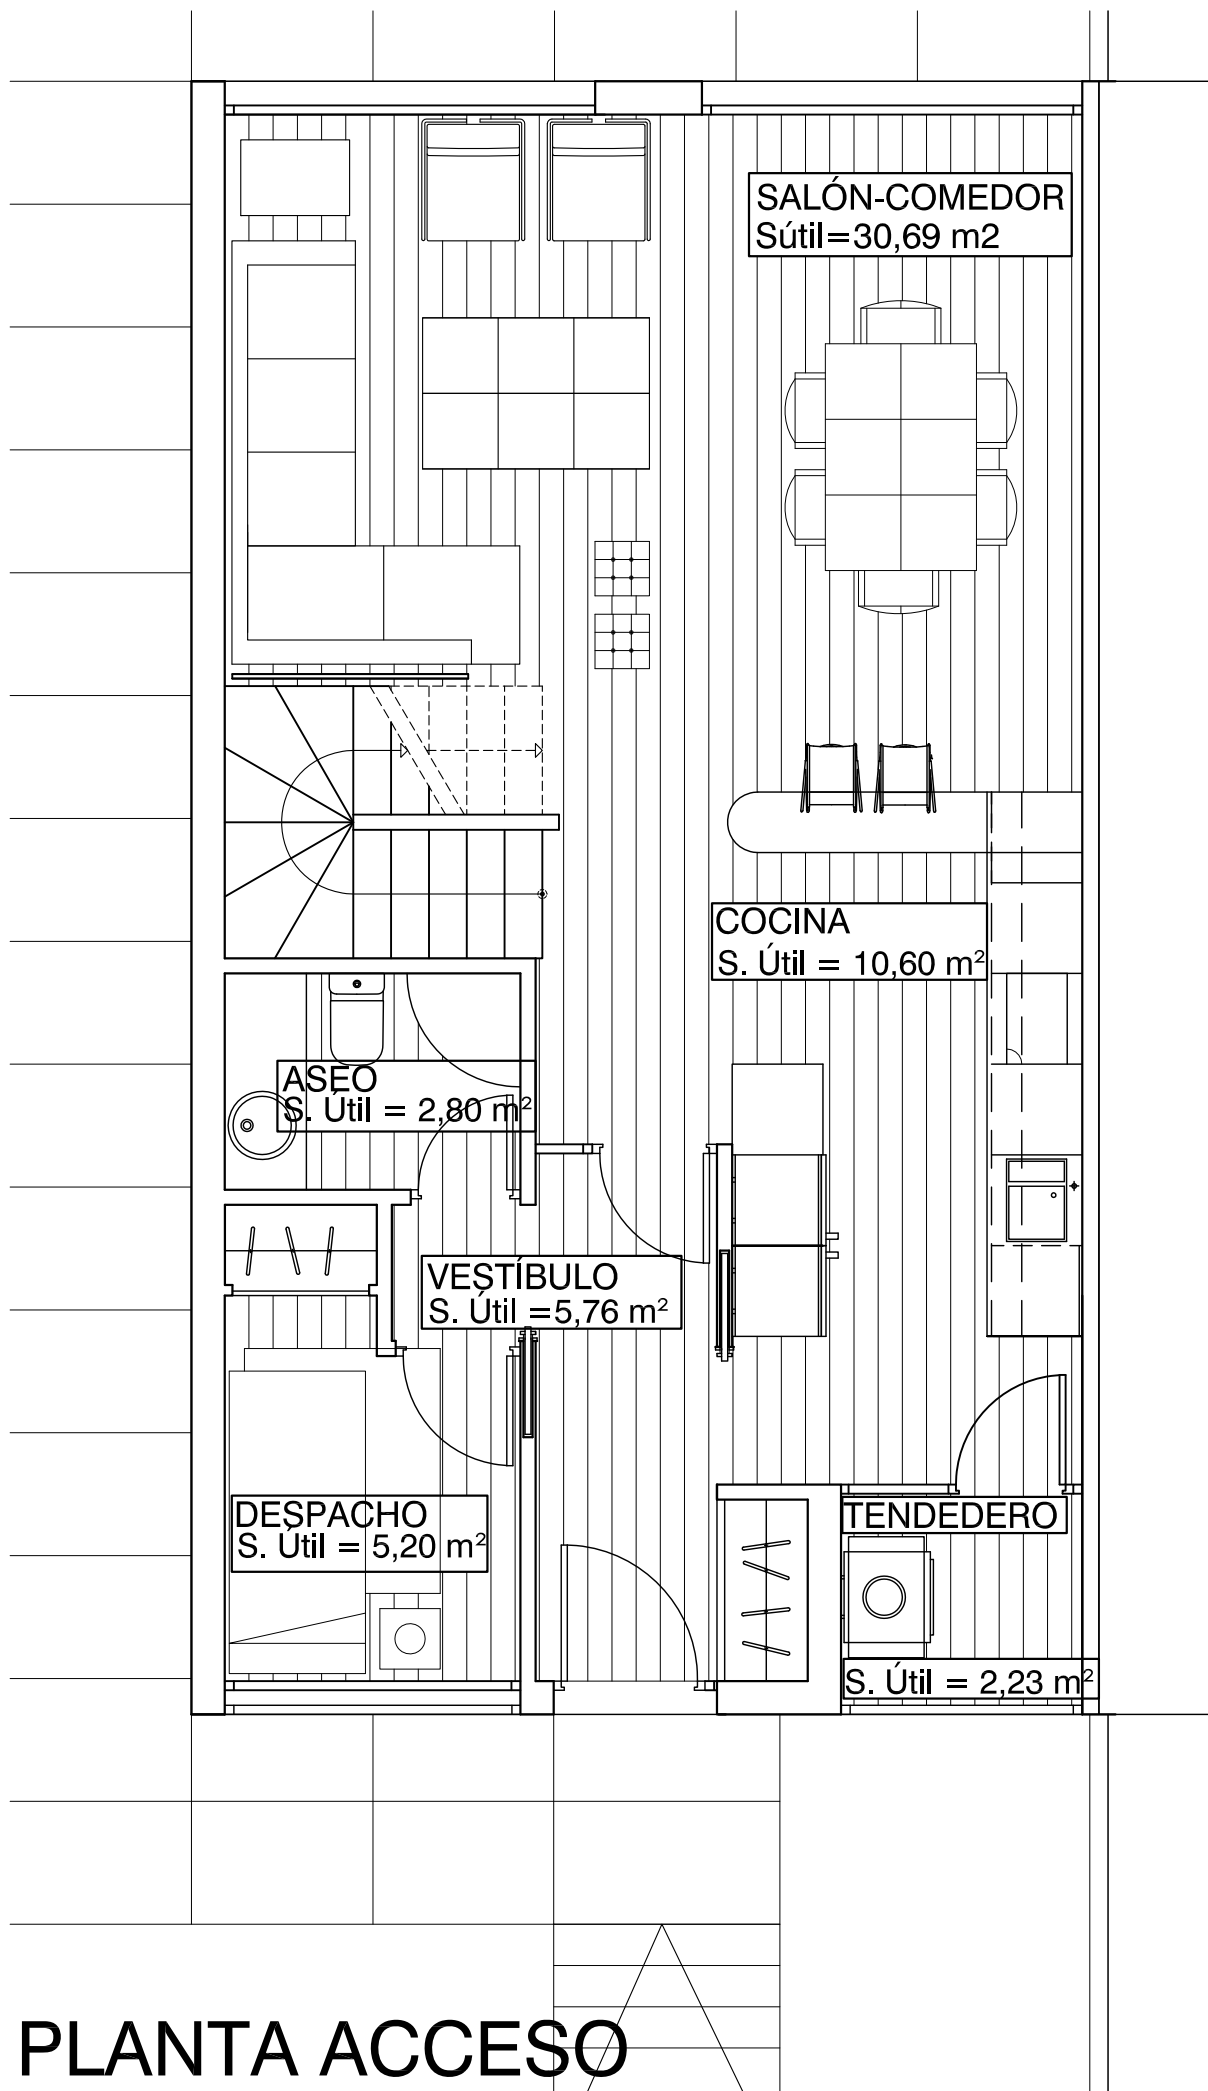 SALÓN-COMEDOR
Sútil=30,69 m2
COCINA
S. Útil = 10,60 m²
ASEO
S. Útil = 2,80 m²
VESTÍBULO
S. Útil =5,76 m²
DESPACHO
S. Útil = 5,20 m²
TENDEDERO
S. Útil = 2,23 m²
PLANTA ACCESO